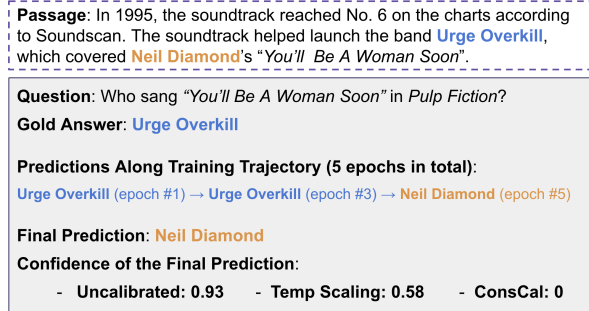 Passage: In 1995, the soundtrack reached No. 6 on the charts according
to Soundscan. The soundtrack helped launch the band Urge Overkill,
which covered Neil Diamond's “You'll Be A Woman Soon”.
Question: Who sang “You'll Be A Woman Soon” in Pulp Fiction?
Gold Answer: Urge Overkill
Predictions Along Training Trajectory (5 epochs in total):
Urge Overkill (epoch #1) → Urge Overkill (epoch #3) → Neil Diamond (epoch #5)
Final Prediction: Neil Diamond
Confidence of the Final Prediction:
- Uncalibrated: 0.93 - Temp Scaling: 0.58 - ConsCal: 0